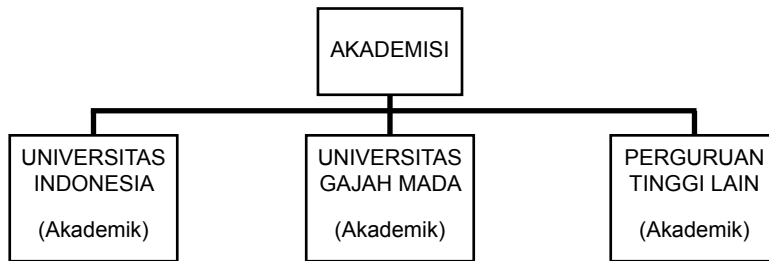 AKADEMISI
UNIVERSITAS
INDONESIA
(Akademik)
UNIVERSITAS
GAJAH MADA
(Akademik)
PERGURUAN
TINGGI LAIN
(Akademik)